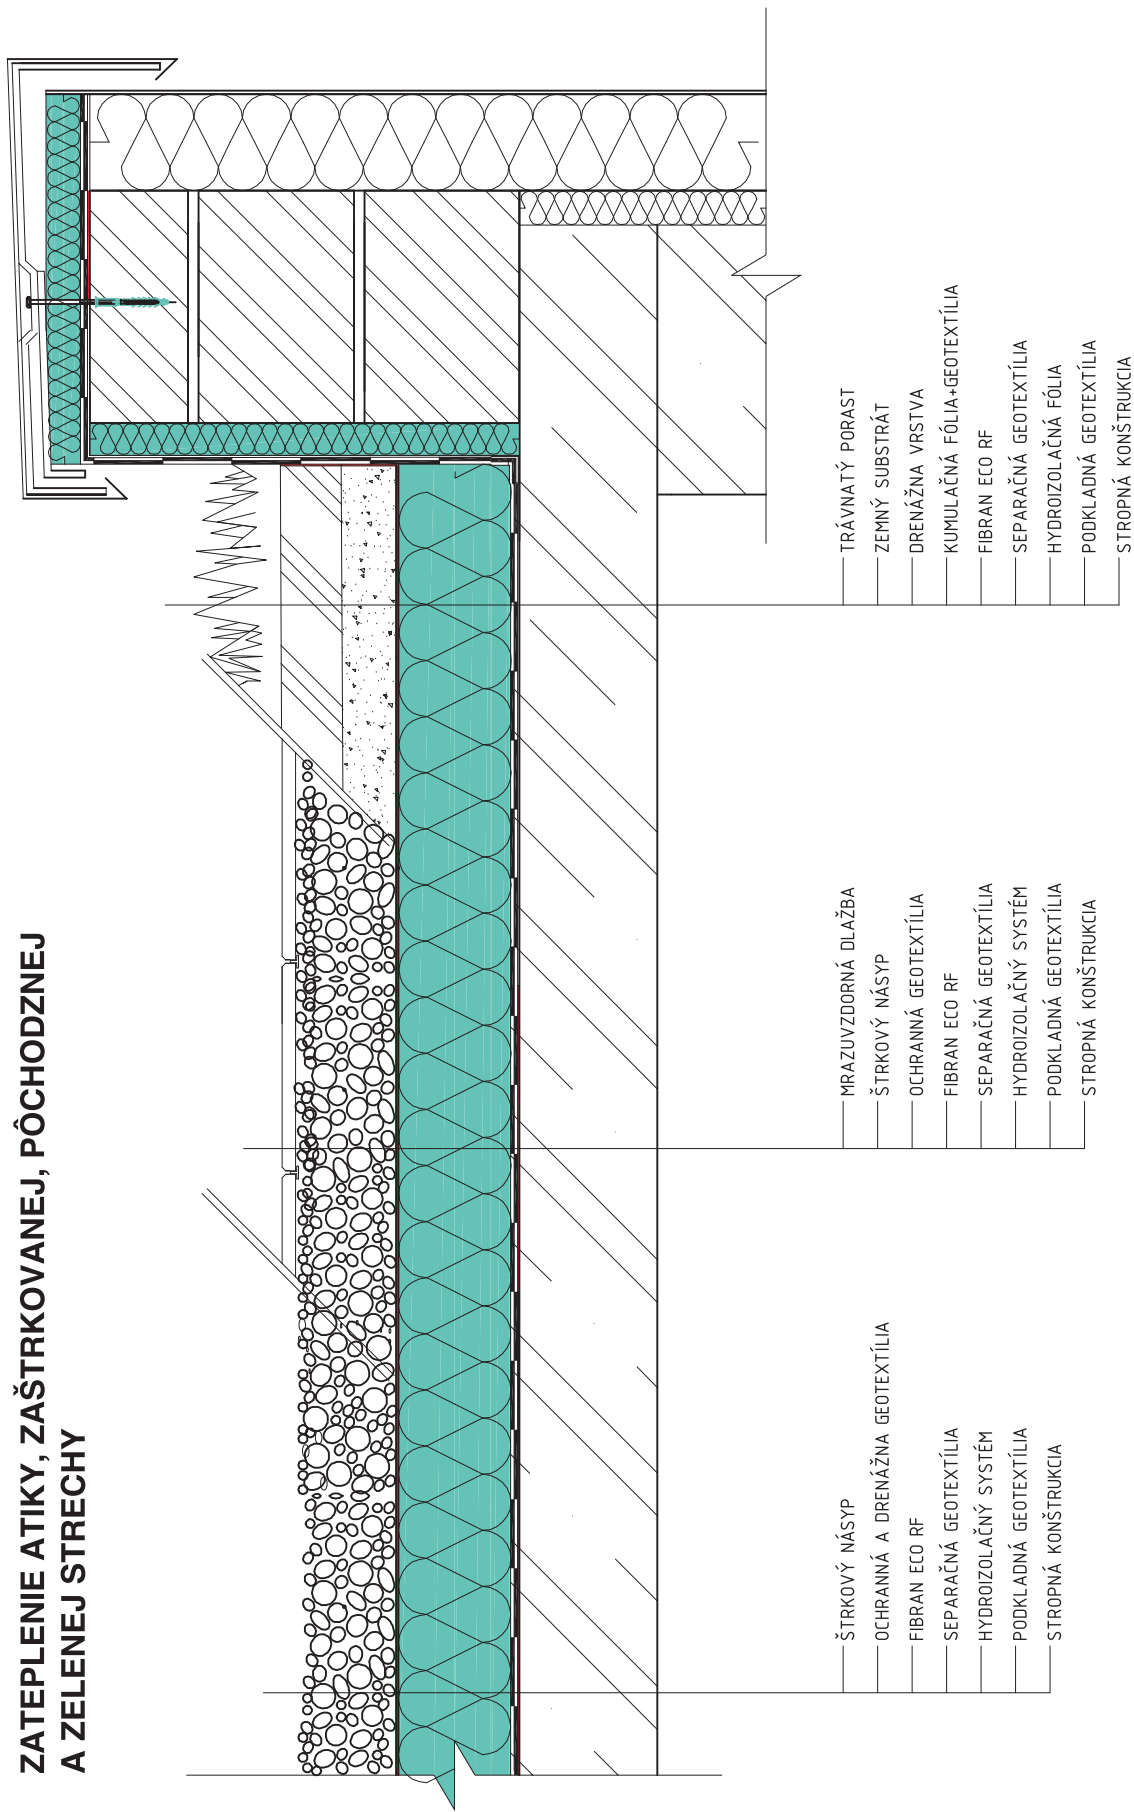 ZATEPLENIE ATIKY, ZAŠTRKOVANEJ, PÔCHODZNEJ
A ZELENEJ STRECHY
ŠTRKOVÝ NÁSYP
OCHRANNÁ A DRENÁŽNA GEOTEXTÍLIA
FIBRAN ECO RF
SEPARAČNÁ GEOTEXTÍLIA
HYDROIZOLAČNÝ SYSTÉM
PODKLADNÁ GEOTEXTÍLIA
STROPNÁ KONŠTRUKCIA
MRAZUVZDORNÁ DLAŽBA
ŠTRKOVÝ NÁSYP
OCHRANNÁ GEOTEXTÍLIA
FIBRAN ECO RF
SEPARAČNÁ GEOTEXTÍLIA
HYDROIZOLAČNÝ SYSTÉM
PODKLADNÁ GEOTEXTÍLIA
STROPNÁ KONŠTRUKCIA
TRÁVNATÝ PORAST
ZEMNÝ SUBSTRÁT
DRENÁŽNA VRSTVA
KUMULAČNÁ FÓLIA+GEOTEXTÍLIA
FIBRAN ECO RF
SEPARAČNÁ GEOTEXTÍLIA
HYDROIZOLAČNÁ FÓLIA
PODKLADNÁ GEOTEXTÍLIA
STROPNÁ KONŠTRUKCIA